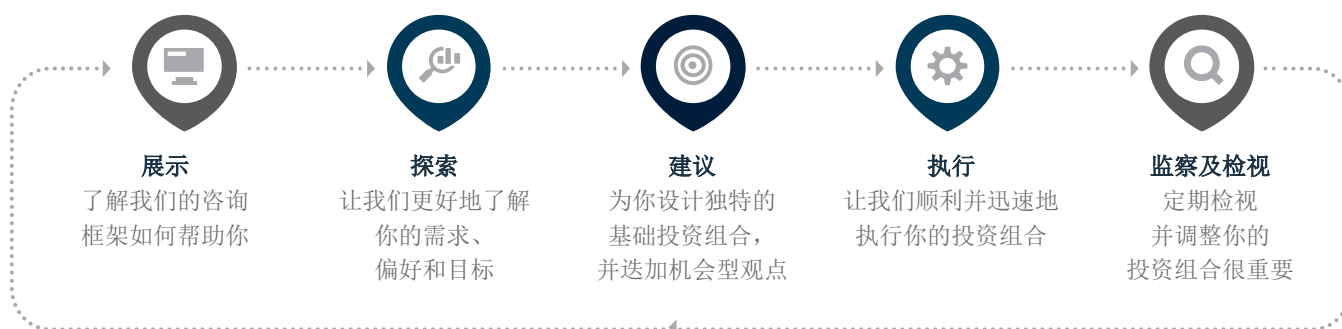 展示
了解我们的咨询
框架如何帮助你
探索
让我们更好地了解
你的需求、
偏好和目标
建议
为你设计独特的
基础投资组合，
并迭加机会型观点
执行
让我们顺利并迅速地
执行你的投资组合
监察及检视
定期检视
并调整你的
投资组合很重要